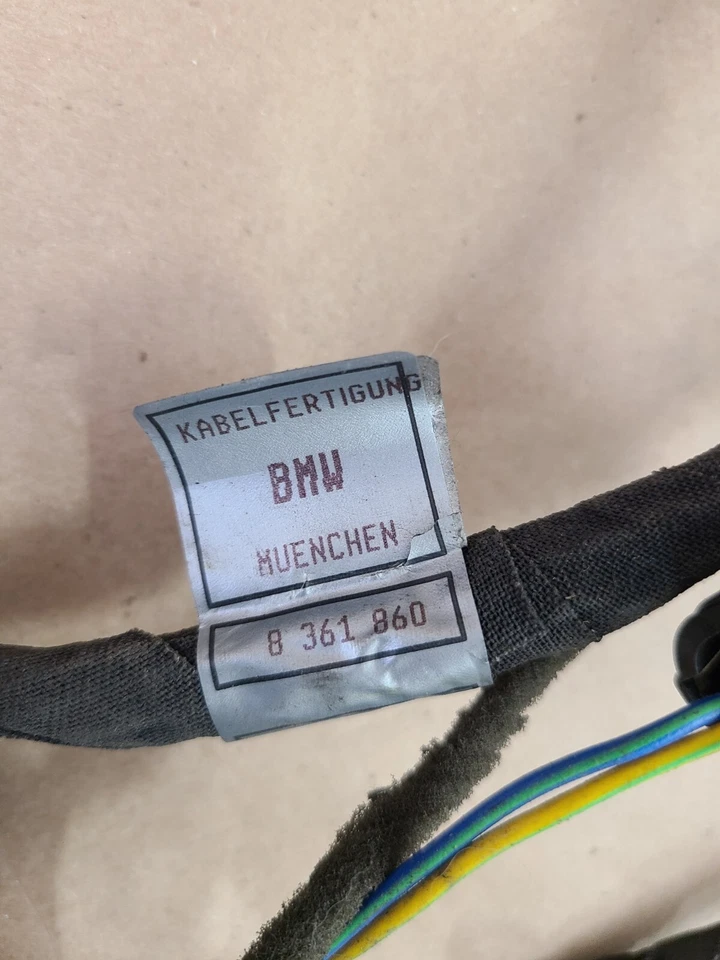 KABELFERTIGUNG
BMW
MUENCHEN
8 361 860